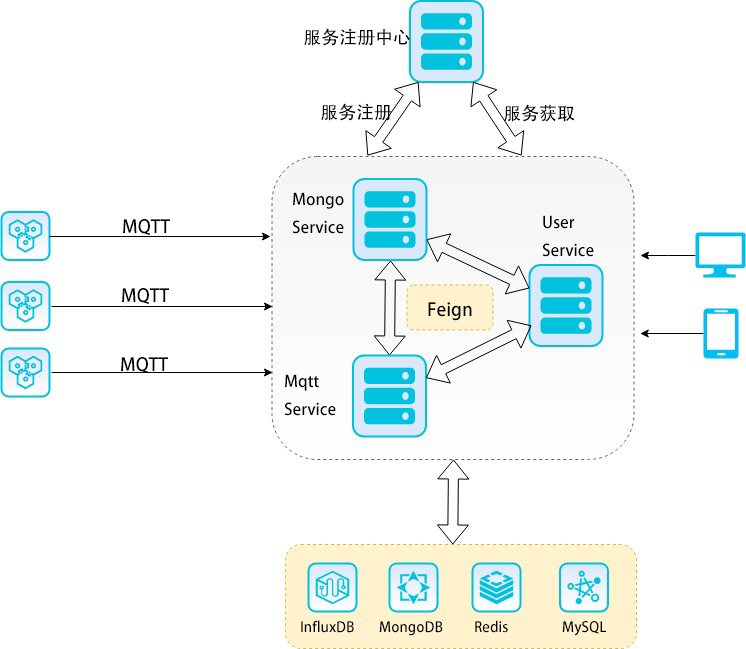 服务注册中心
服务注册
服务获取
Mongo
Service
User
Service
MQTT
MQTT
MQTT
Feign
Mqtt
Service
InfluxDB
MongoDB
Redis
MySQL